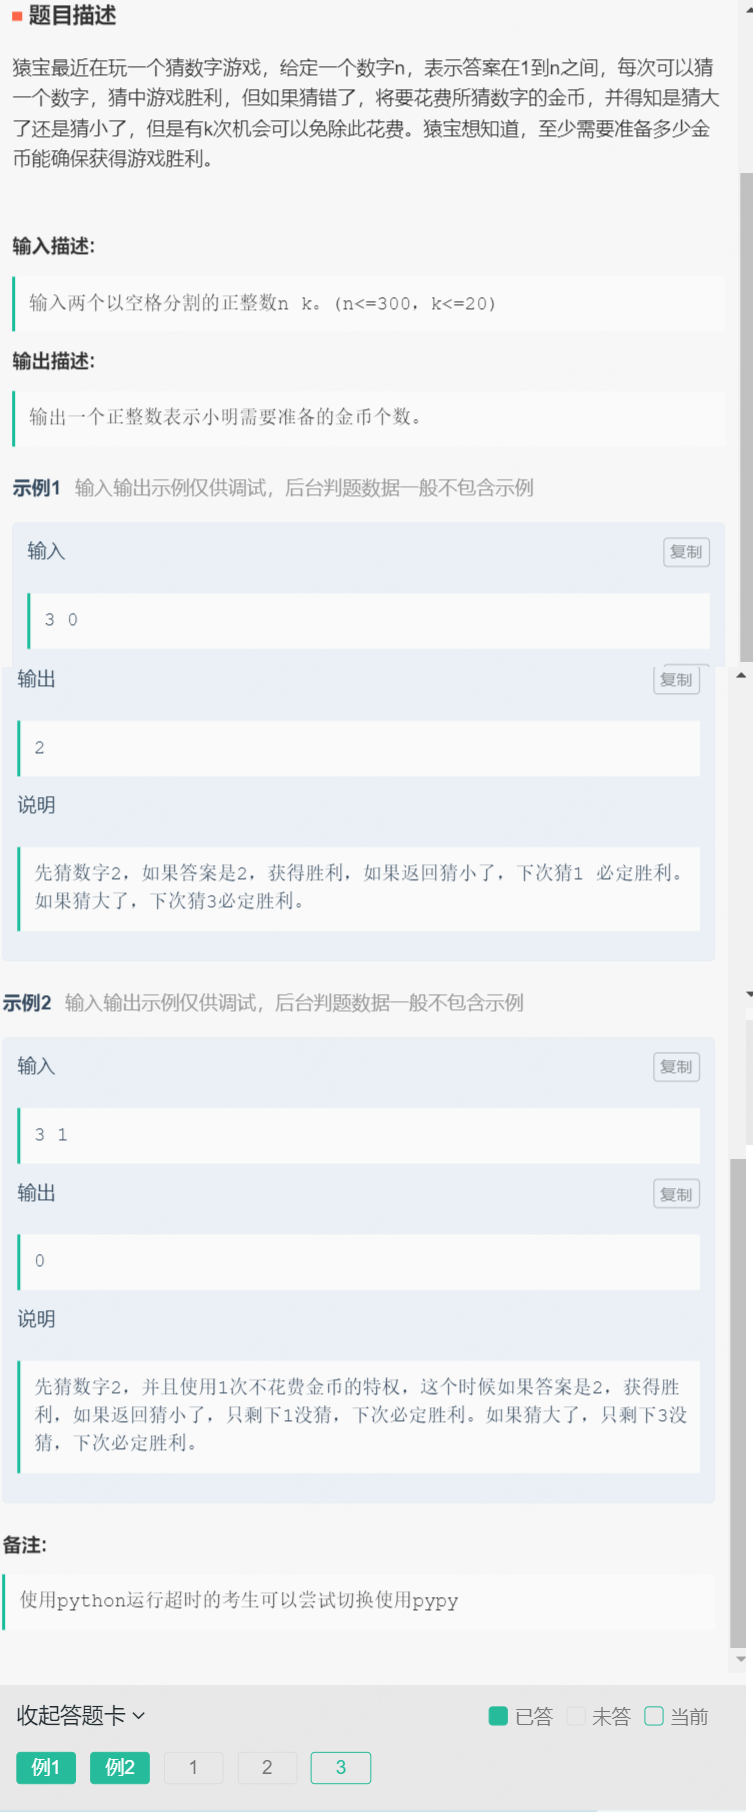 题目描述
猿宝最近在玩一个猜数字游戏，给定一个数字n，表示答案在1到n之间，每次可以猜
一个数字，猜中游戏胜利，但如果猜错了，将要花费所猜数字的金币，并得知是猜大
了还是猜小了，但是有k次机会可以免除此花费。猿宝想知道，至少需要准备多少金
币能确保获得游戏胜利。
输入描述:
输入两个以空格分割的正整数n k。(n<=300，k<=20)
输出描述:
输出一个正整数表示小明需要准备的金币个数。
示例1 输入输出示例仅供调试，后台判题数据一般不包含示例
输入
复制
3 0
输出
复制
2
说明
先猜数字2，如果答案是2，获得胜利，如果返回猜小了，下次猜1 必定胜利。
如果猜大了，下次猜3必定胜利。
示例2 输入输出示例仅供调试，后台判题数据一般不包含示例
输入
复制
3 1
输出
复制
0
说明
先猜数字2，并且使用1次不花费金币的特权，这个时候如果答案是2，获得胜
利，如果返回猜小了，只剩下1没猜，下次必定胜利。如果猜大了，只剩下3没
猜，下次必定胜利。
备注:
使用python运行超时的考生可以尝试切换使用pypy
收起答题卡 已答 未答 当前
例1 例2 1 2 3